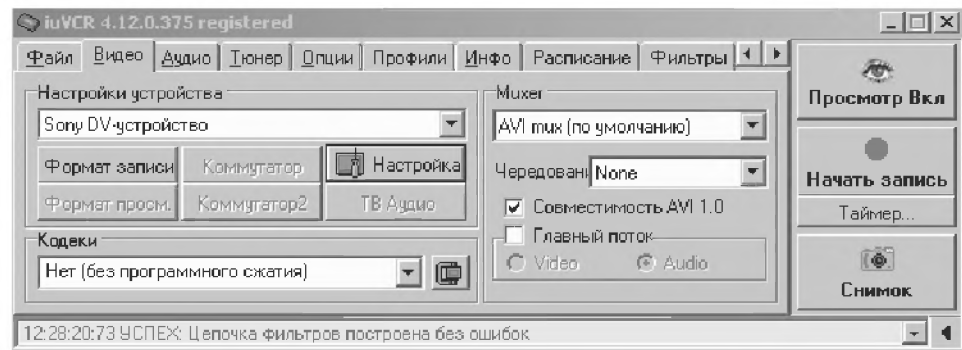 iuVCR 4.12.0.375 registered
Файл Видео Аудио Тюнер Опции Профили Инфо Расписание Фильтры
Настройки устройства
Sony DV-устройство
Формат записи Коммутатор Настройка
Формат просм. Коммутатор2 ТВ Аудио
Кодеки
Нет (без программного сжатия)
Muxer
AVI mux (по умолчанию)
Чередовани None
Совместимость AVI 1.0
Главный поток
Video Audio
Просмотр Вкл
Начать запись
Таймер...
Снимок
12:28:20:73 УСПЕХ: Цепочка фильтров построена без ошибок